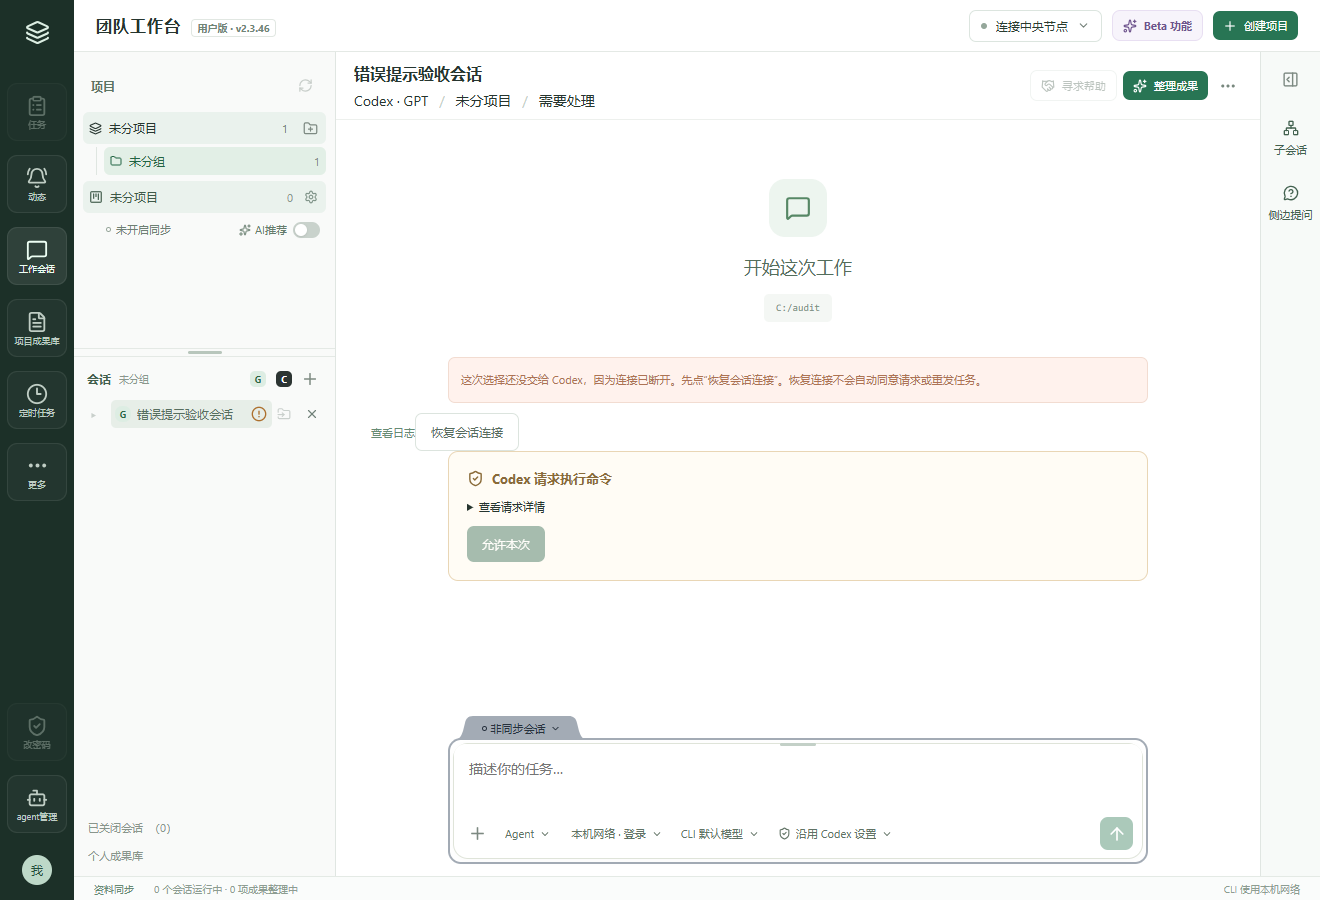 团队工作台
用户版 · v2.3.46
连接中央节点
Beta 功能
创建项目
任务
动态
工作会话
项目成果库
定时任务
更多
改密码
agent管理
我
项目
未分项目 1
未分组 1
未分项目 0
未开启同步
AI推荐
会话 未分组 G C
G 错误提示验收会话
已关闭会话 (0)
个人成果库
错误提示验收会话
Codex · GPT / 未分项目 / 需要处理
寻求帮助
整理成果
开始这次工作
C:/audit
这次选择还没交给 Codex，因为连接已断开。先点“恢复会话连接”。恢复连接不会自动同意请求或重发任务。
查看日志
恢复会话连接
Codex 请求执行命令
查看请求详情
允许本次
非同步会话
描述你的任务...
Agent
本机网络 · 登录
CLI 默认模型
沿用 Codex 设置
子会话
侧边提问
资料同步
0 个会话运行中 · 0 项成果整理中
CLI 使用本机网络